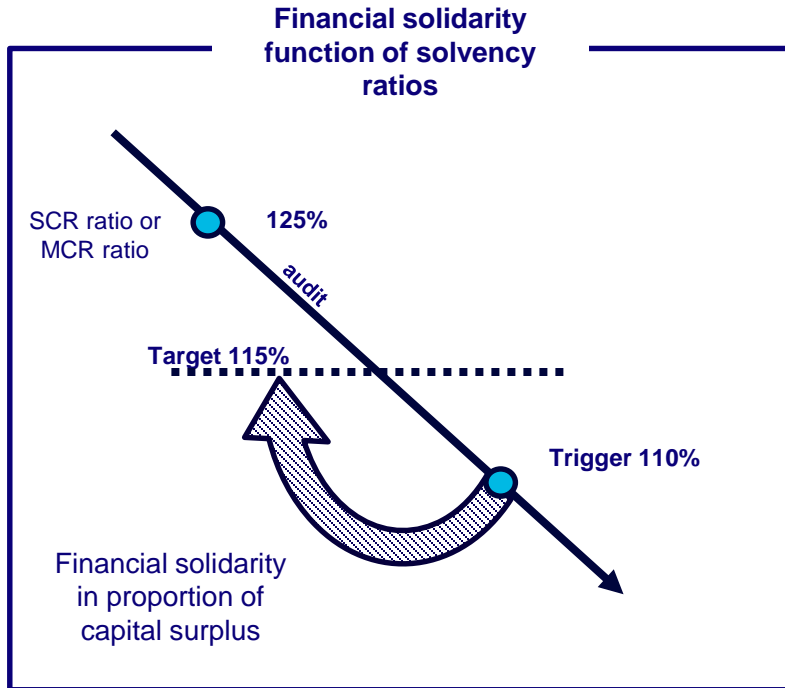 Financial solidarity
function of solvency
ratios
SCR ratio or
MCR ratio
125%
audit
Target 115%
Trigger 110%
Financial solidarity
in proportion of
capital surplus